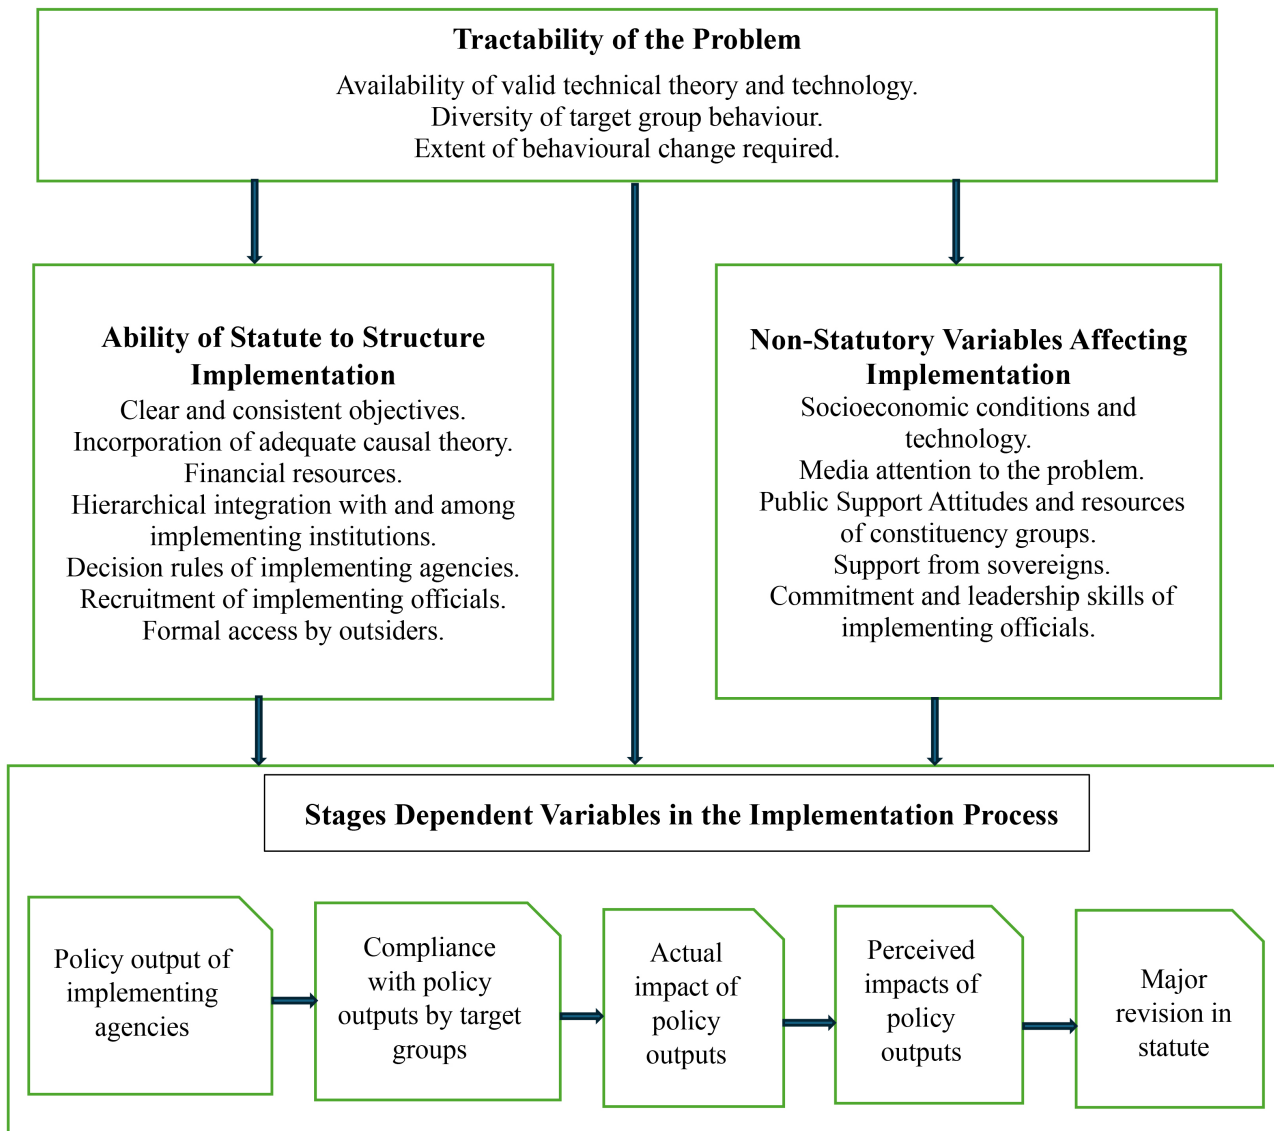 Tractability of the Problem
Availability of valid technical theory and technology.
Diversity of target group behaviour.
Extent of behavioural change required.
Ability of Statute to Structure
Implementation
Clear and consistent objectives.
Incorporation of adequate causal theory.
Financial resources.
Hierarchical integration with and among
implementing institutions.
Decision rules of implementing agencies.
Recruitment of implementing officials.
Formal access by outsiders.
Non-Statutory Variables Affecting
Implementation
Socioeconomic conditions and
technology.
Media attention to the problem.
Public Support Attitudes and resources
of constituency groups.
Support from sovereigns.
Commitment and leadership skills of
implementing officials.
Stages Dependent Variables in the Implementation Process
Policy output of
implementing
agencies
Compliance
with policy
outputs by target
groups
Actual
impact of
policy
outputs
Perceived
impacts of
policy
outputs
Major
revision in
statute